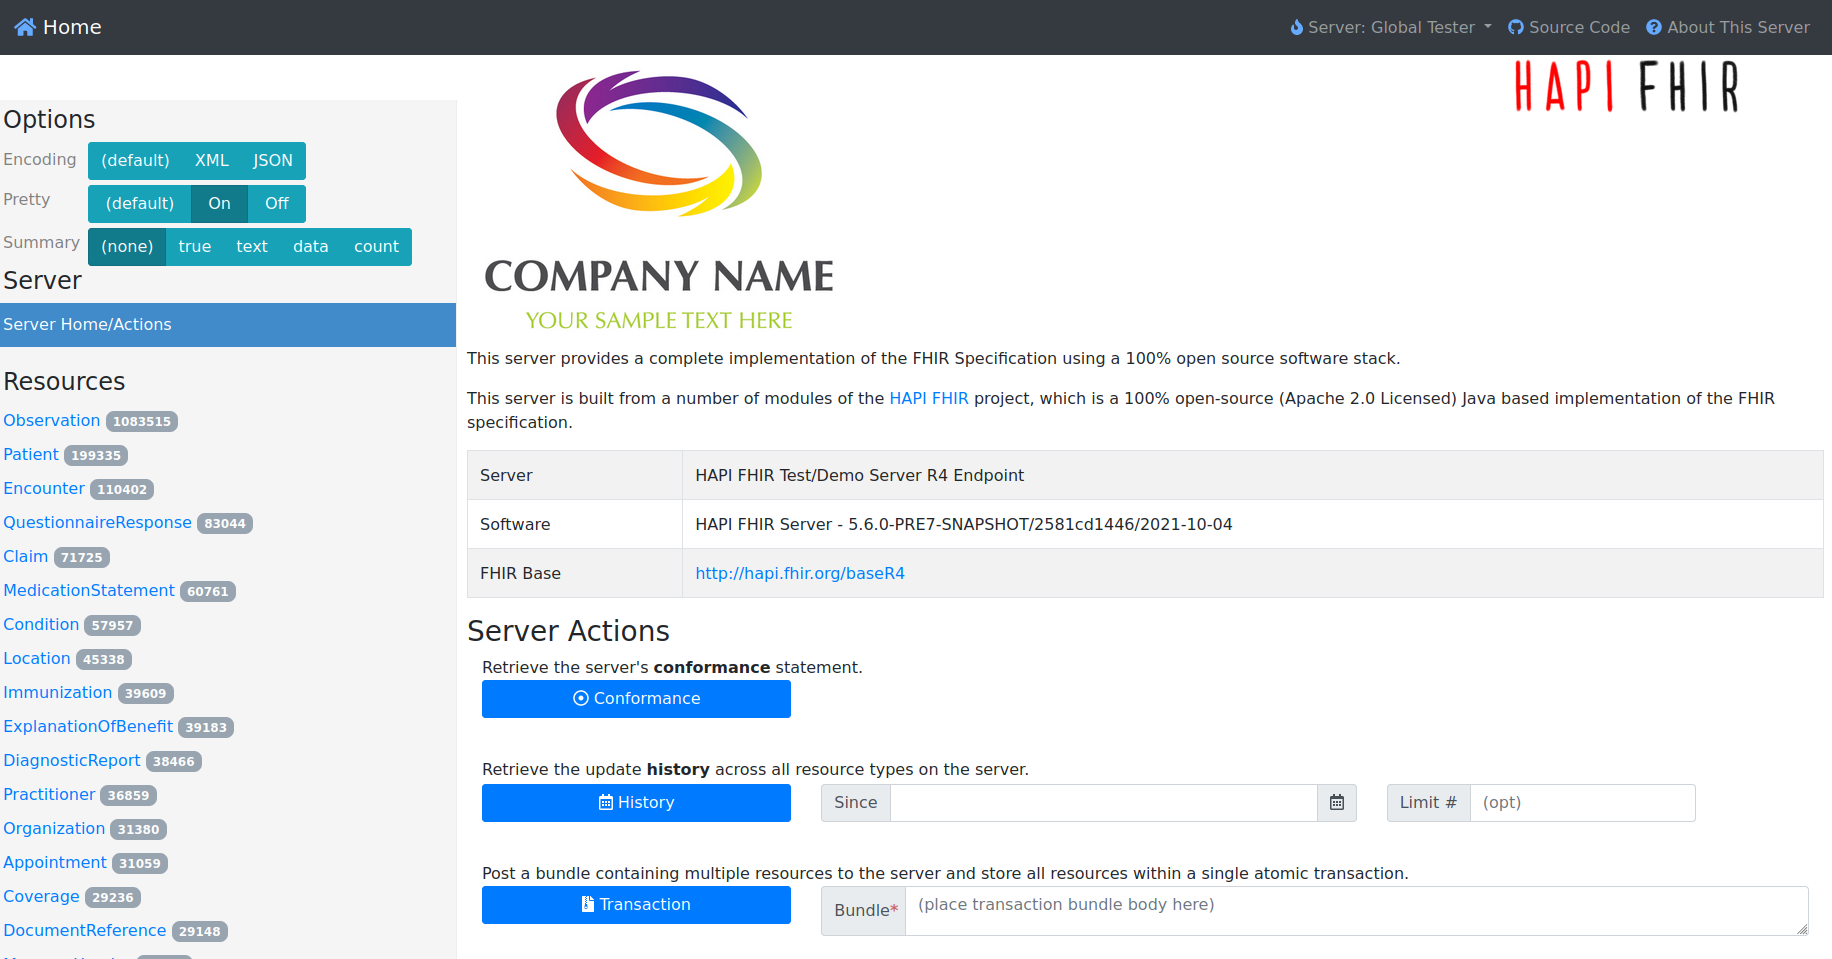 Home
Server: Global Tester
Source Code
About This Server
HAPI FHIR
Options
Encoding (default) XML JSON
Pretty (default) On Off
Summary (none) true text data count
Server
Server Home/Actions
Resources
Observation 1083515
Patient 199335
Encounter 110402
QuestionnaireResponse 83044
Claim 71725
MedicationStatement 60761
Condition 57957
Location 45338
Immunization 39609
ExplanationOfBenefit 39183
DiagnosticReport 38466
Practitioner 36859
Organization 31380
Appointment 31059
Coverage 29236
DocumentReference 29148
COMPANY NAME
YOUR SAMPLE TEXT HERE
This server provides a complete implementation of the FHIR Specification using a 100% open source software stack.
This server is built from a number of modules of the HAPI FHIR project, which is a 100% open-source (Apache 2.0 Licensed) Java based implementation of the FHIR
specification.
Server HAPI FHIR Test/Demo Server R4 Endpoint
Software HAPI FHIR Server - 5.6.0-PRE7-SNAPSHOT/2581cd1446/2021-10-04
FHIR Base http://hapi.fhir.org/baseR4
Server Actions
Retrieve the server's conformance statement.
Conformance
Retrieve the update history across all resource types on the server.
History Since Limit # (opt)
Post a bundle containing multiple resources to the server and store all resources within a single atomic transaction.
Transaction Bundle* (place transaction bundle body here)